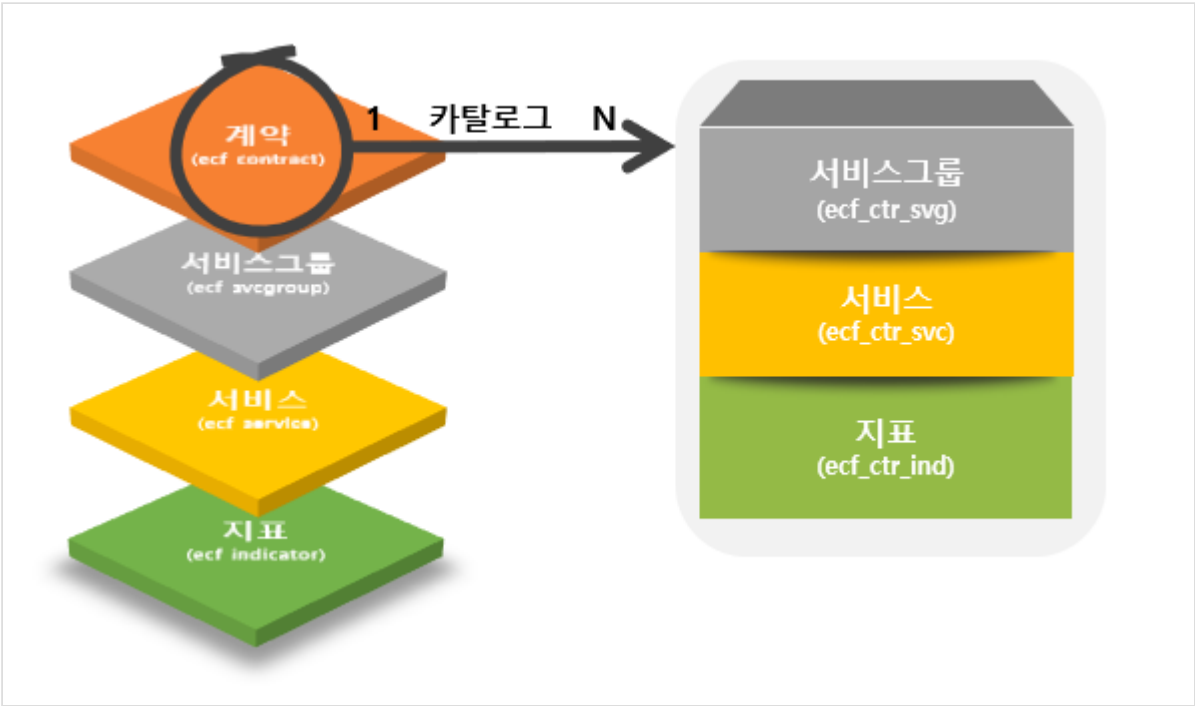 계약
(ecf contract)
1 카탈로그 N
서비스그룹
(ecf svcgroup)
서비스
(ecf service)
지표
(ecf indicator)
서비스그룹
(ecf_ctr_svg)
서비스
(ecf_ctr_svc)
지표
(ecf_ctr_ind)